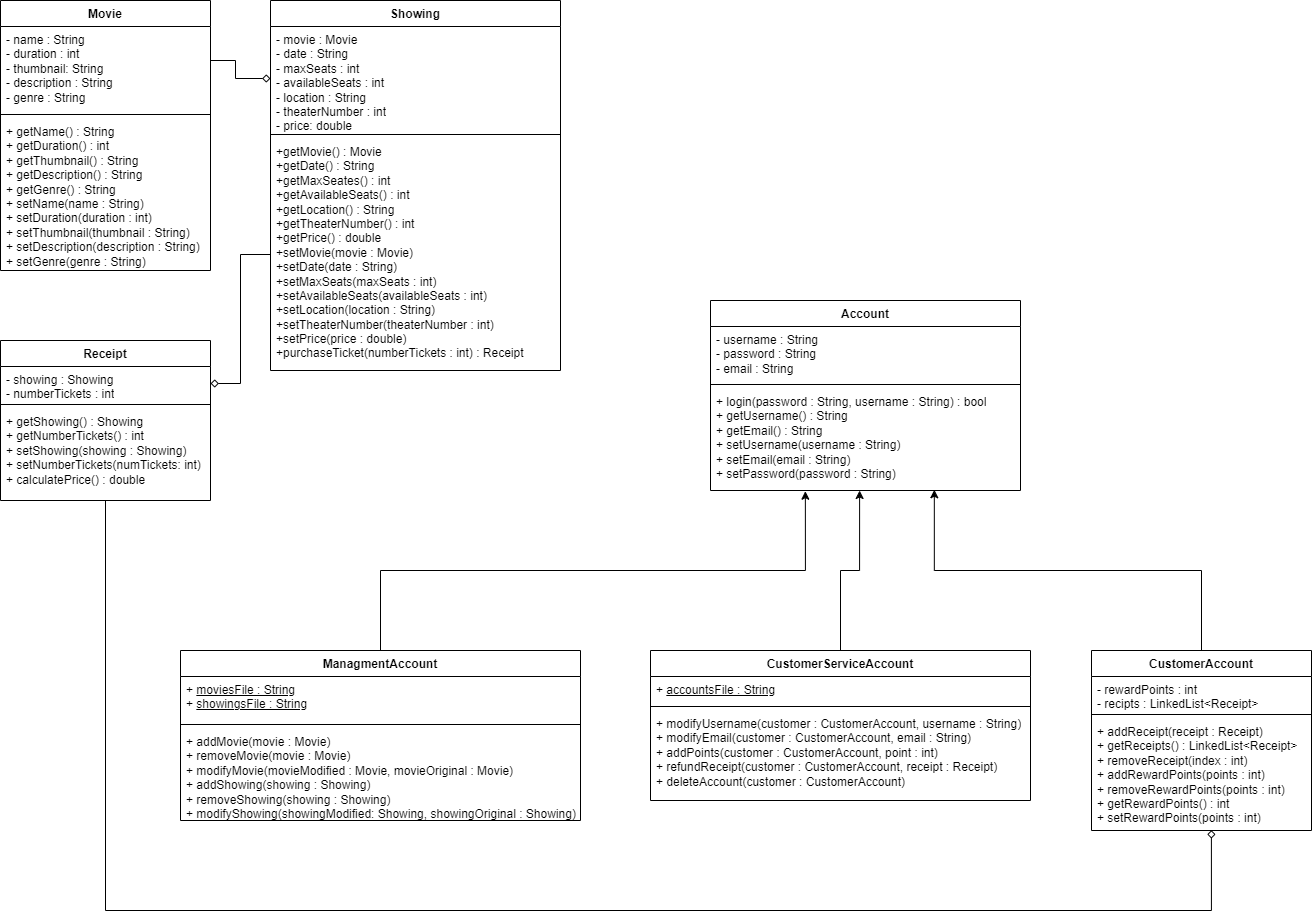 Movie
- name : String
- duration : int
- thumbnail: String
- description : String
- genre : String
+ getName() : String
+ getDuration() : int
+ getThumbnail() : String
+ getDescription() : String
+ getGenre() : String
+ setName(name : String)
+ setDuration(duration : int)
+ setThumbnail(thumbnail : String)
+ setDescription(description : String)
+ setGenre(genre : String)
Showing
- movie : Movie
- date : String
- maxSeats : int
- availableSeats : int
- location : String
- theaterNumber : int
- price: double
+getMovie() : Movie
+getDate() : String
+getMaxSeates() : int
+getAvailableSeats() : int
+getLocation() : String
+getTheaterNumber() : int
+getPrice() : double
+setMovie(movie : Movie)
+setDate(date : String)
+setMaxSeats(maxSeats : int)
+setAvailableSeats(availableSeats : int)
+setLocation(location : String)
+setTheaterNumber(theaterNumber : int)
+setPrice(price : double)
+purchaseTicket(numberTickets : int) : Receipt
Receipt
- showing : Showing
- numberTickets : int
+ getShowing() : Showing
+ getNumberTickets() : int
+ setShowing(showing : Showing)
+ setNumberTickets(numTickets: int)
+ calculatePrice() : double
Account
- username : String
- password : String
- email : String
+ login(password : String, username : String) : bool
+ getUsername() : String
+ getEmail() : String
+ setUsername(username : String)
+ setEmail(email : String)
+ setPassword(password : String)
ManagmentAccount
+ moviesFile : String
+ showingsFile : String
+ addMovie(movie : Movie)
+ removeMovie(movie : Movie)
+ modifyMovie(movieModified : Movie, movieOriginal : Movie)
+ addShowing(showing : Showing)
+ removeShowing(showing : Showing)
+ modifyShowing(showingModified: Showing, showingOriginal : Showing)
CustomerServiceAccount
+ accountsFile : String
+ modifyUsername(customer : CustomerAccount, username : String)
+ modifyEmail(customer : CustomerAccount, email : String)
+ addPoints(customer : CustomerAccount, point : int)
+ refundReceipt(customer : CustomerAccount, receipt : Receipt)
+ deleteAccount(customer : CustomerAccount)
CustomerAccount
- rewardPoints : int
- recipts : LinkedList<Receipt>
+ addReceipt(receipt : Receipt)
+ getReceipts() : LinkedList<Receipt>
+ removeReceipt(index : int)
+ addRewardPoints(points : int)
+ removeRewardPoints(points : int)
+ getRewardPoints() : int
+ setRewardPoints(points : int)